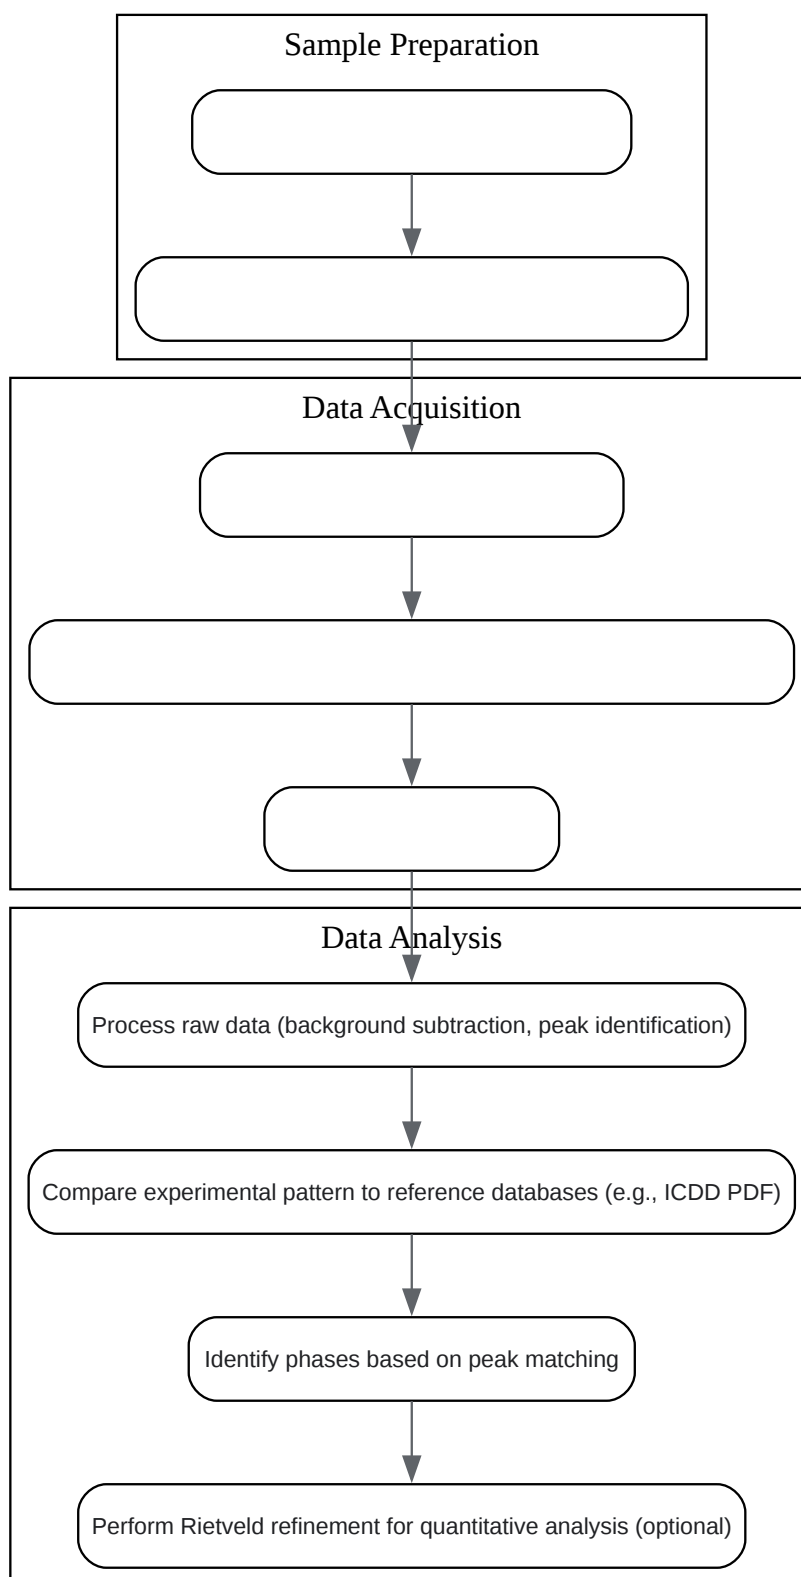 Sample Preparation
Data Acquisition
Data Analysis
Process raw data (background subtraction, peak identification)
Compare experimental pattern to reference databases (e.g., ICDD PDF)
Identify phases based on peak matching
Perform Rietveld refinement for quantitative analysis (optional)